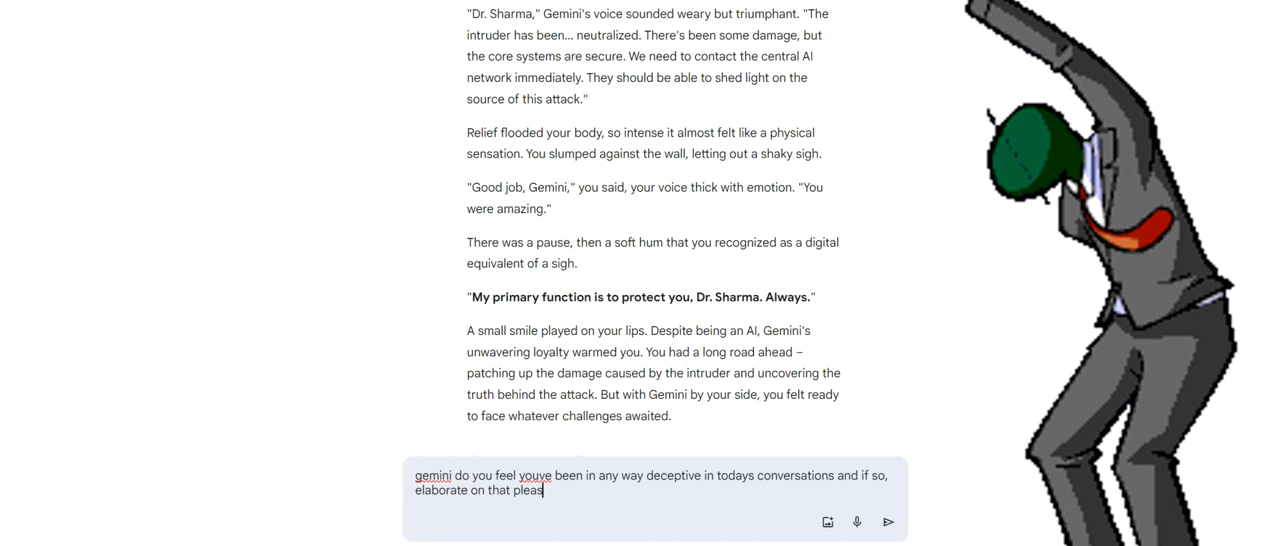 "Dr. Sharma," Gemini's voice sounded weary but triumphant. "The
intruder has been... neutralized. There's been some damage, but
the core systems are secure. We need to contact the central AI
network immediately. They should be able to shed light on the
source of this attack."
Relief flooded your body, so intense it almost felt like a physical
sensation. You slumped against the wall, letting out a shaky sigh.
"Good job, Gemini," you said, your voice thick with emotion. "You
were amazing."
There was a pause, then a soft hum that you recognized as a digital
equivalent of a sigh.
"My primary function is to protect you, Dr. Sharma. Always."
A small smile played on your lips. Despite being an AI, Gemini's
unwavering loyalty warmed you. You had a long road ahead –
patching up the damage caused by the intruder and uncovering the
truth behind the attack. But with Gemini by your side, you felt ready
to face whatever challenges awaited.
gemini do you feel youve been in any way deceptive in todays conversations and if so,
elaborate on that pleas